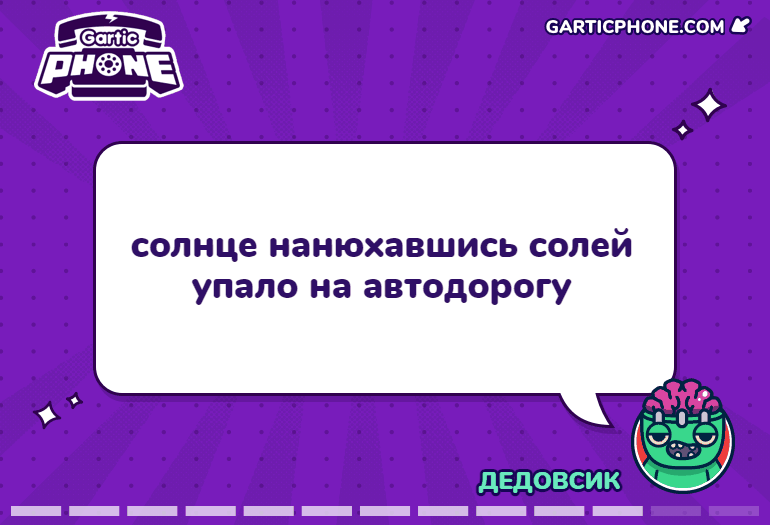 Gartic
PHONE
GARTICPHONE.COM
солнце нанюхавшись солей
упало на автодорогу
ДЕДОВСИК